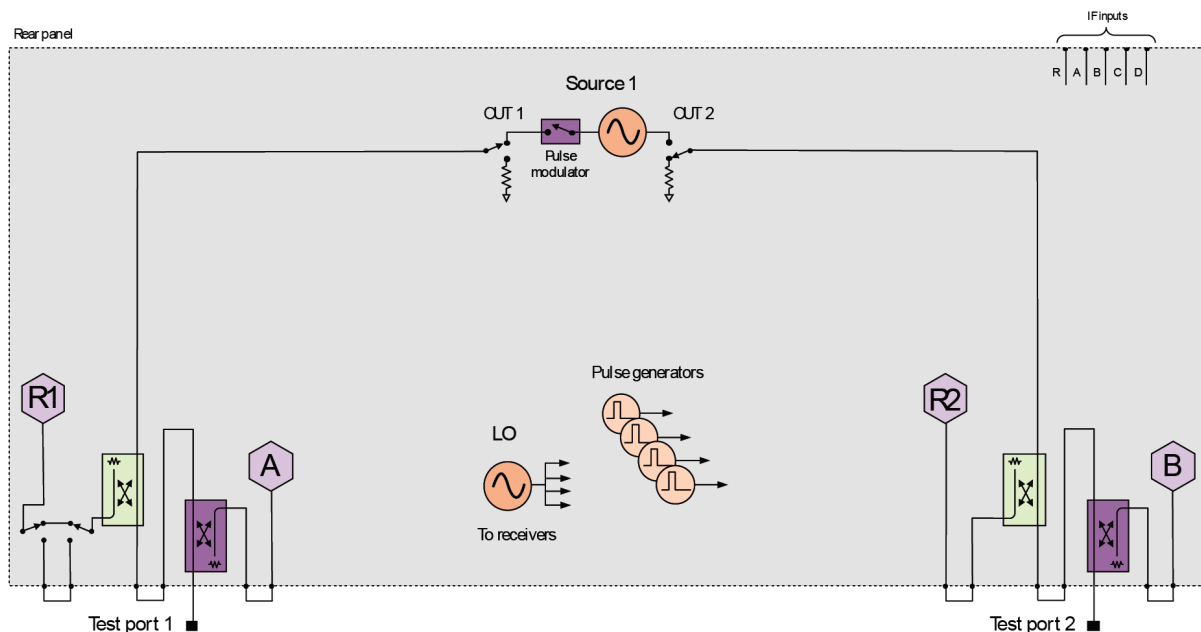 IF inputs
Rear panel
R A B C D
Source 1
OUT 1
OUT 2
Pulse
modulator
Pulse generators
R1
R2
LO
A
B
To receivers
Test port 1
Test port 2